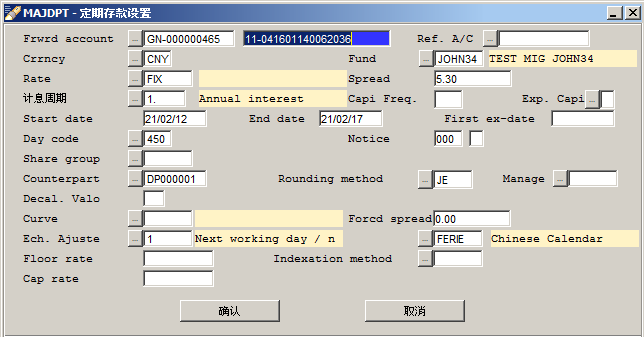 MAJDPT - 定期存款设置
Frwrd account ... GN-000000465 11-041601140062036 Ref. A/C ...
Crrncy ... CNY Fund ... JOHN34 TEST MIG JOHN34
Rate ... FIX Spread 5.30
计息周期 ... 1. Annual interest Capi Freq. Exp. Capi ...
Start date 21/02/12 End date 21/02/17 First ex-date
Day code ... 450 Notice 000
Share group ...
Counterpart ... DP000001 Rounding method ... JE Manage ...
Decal. Valo
Curve ... Forcd spread 0.00
Ech. Ajuste ... 1 Next working day / n ... FERIE Chinese Calendar
Floor rate Indexation method ...
Cap rate
确认 取消